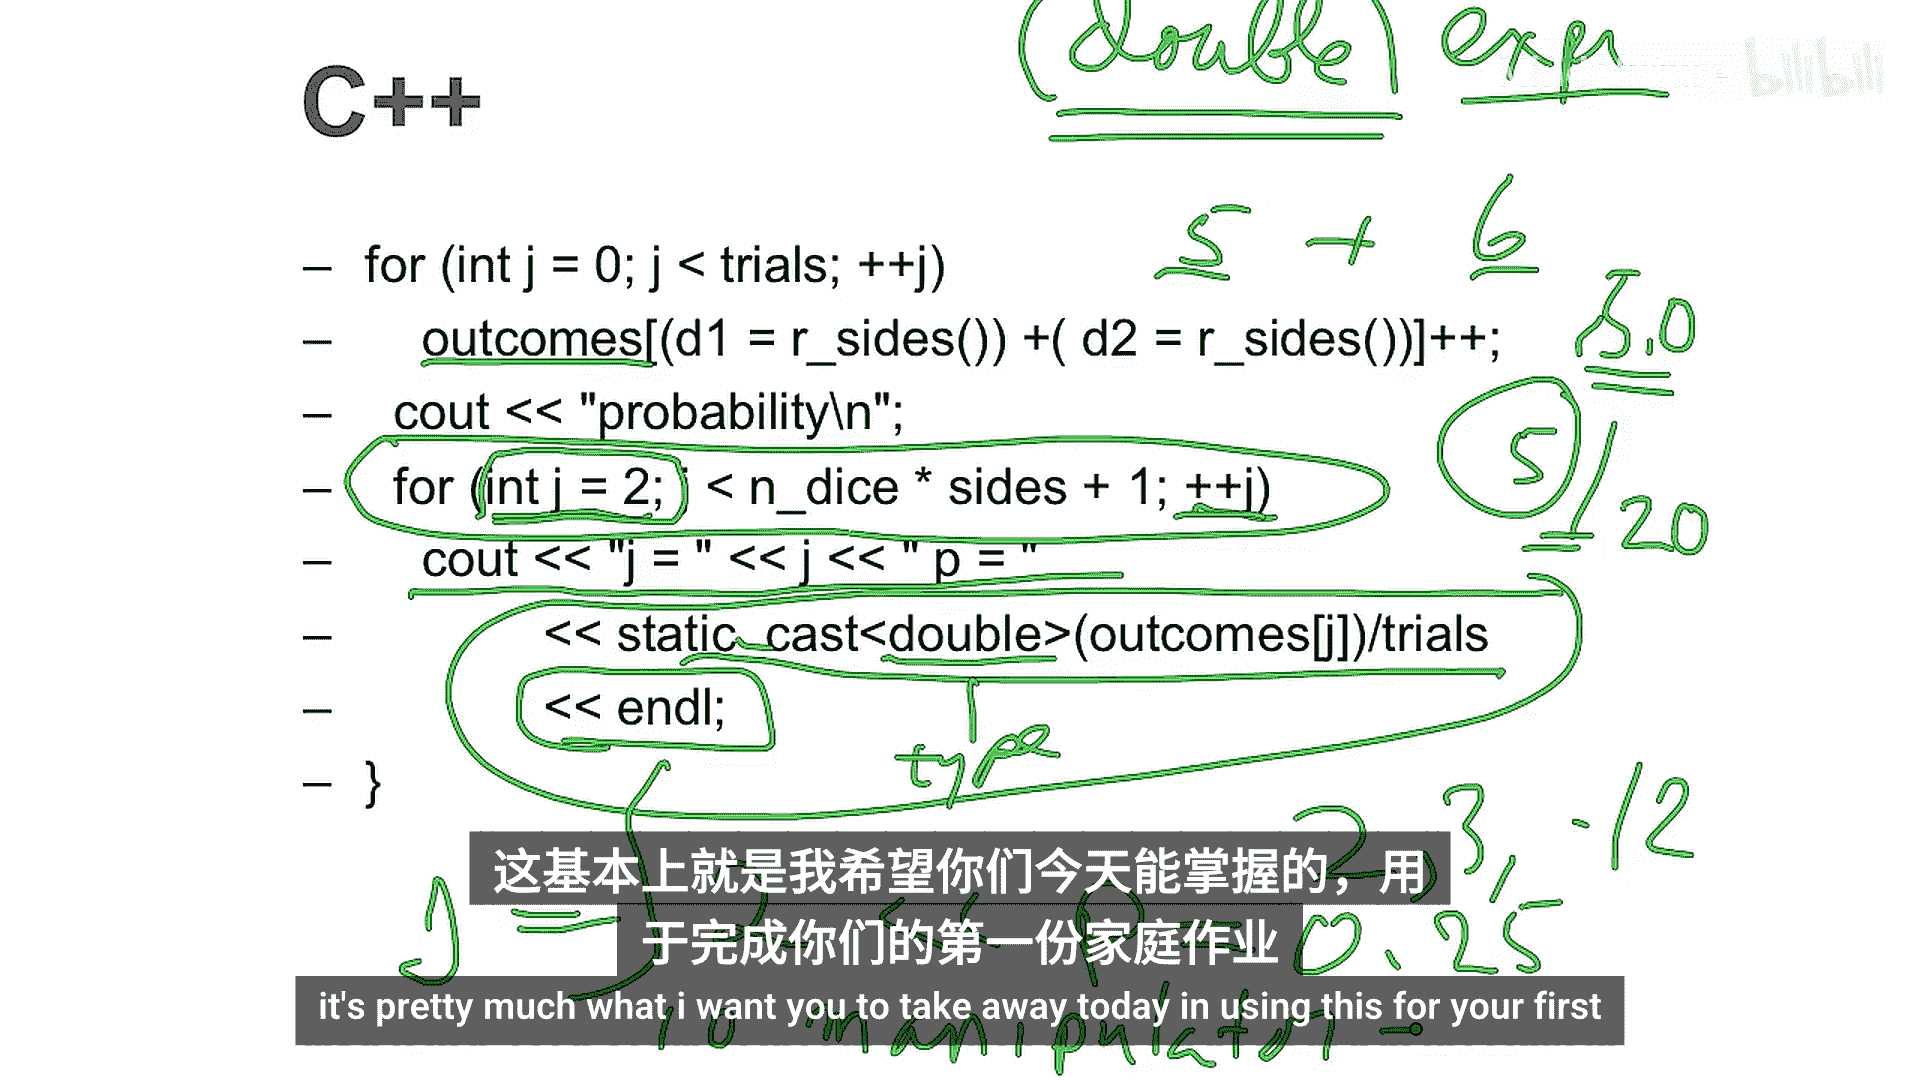 (double) expr
bilibili
C++
5 + 6
– for (int j = 0; j < trials; ++j)
5.0
– outcomes[(d1 = r_sides()) +( d2 = r_sides())]++;
– cout << "probability\n";
5/20
– for (int j = 2; j < n_dice * sides + 1; ++j)
– cout << "j = " << j << " p = "
– << static_cast<double>(outcomes[j])/trials
– << endl;
type
– }
2, 3, - 12
这基本上就是我希望你们今天能掌握的，用
于完成你们的第一份家庭作业
0.25
it's pretty much what i want you to take away today in using this for your first
io manipulator